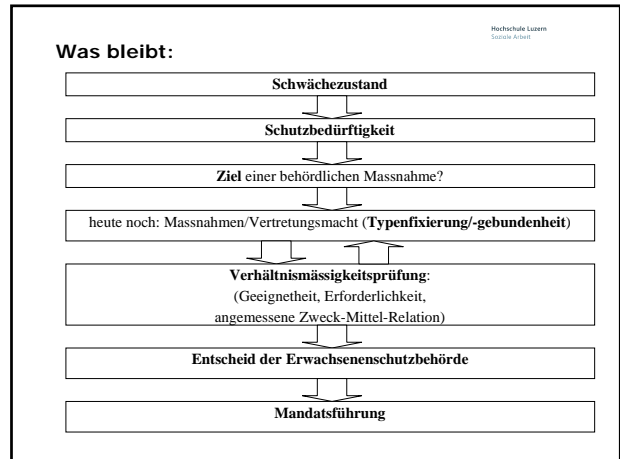 Hochschule Luzern
Soziale Arbeit
Was bleibt:
Schwächezustand
Schutzbedürftigkeit
Ziel einer behördlichen Massnahme?
heute noch: Massnahmen/Vertretungsmacht (Typenfixierung/-gebundenheit)
Verhältnismässigkeitsprüfung:
(Geeignetheit, Erforderlichkeit,
angemessene Zweck-Mittel-Relation)
Entscheid der Erwachsenenschutzbehörde
Mandatsführung